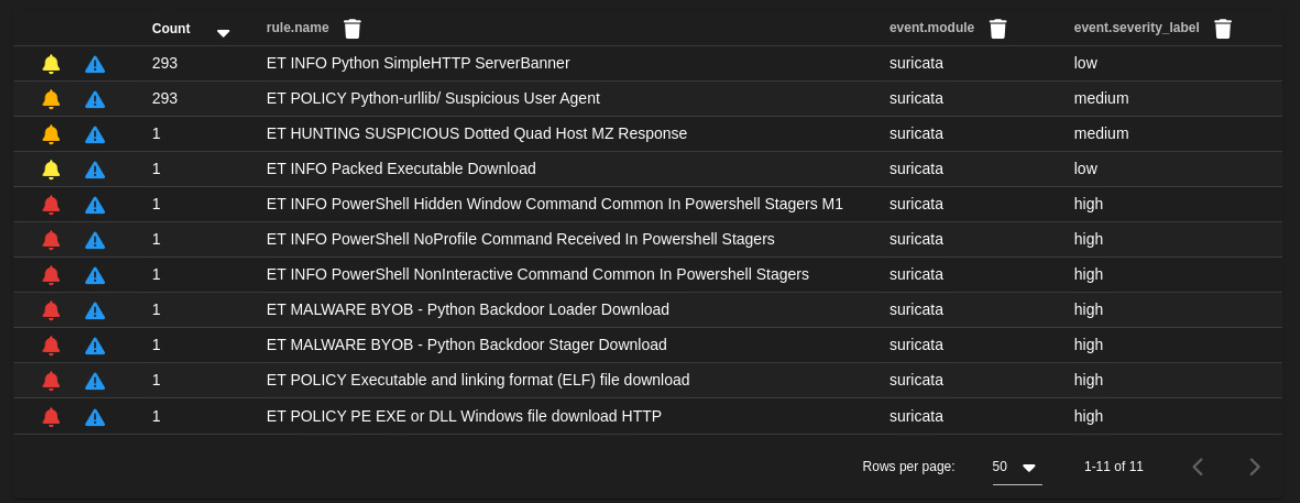 Count rule.name event.module event.severity_label
293 ET INFO Python SimpleHTTP ServerBanner suricata low
293 ET POLICY Python-urllib/ Suspicious User Agent suricata medium
1 ET HUNTING SUSPICIOUS Dotted Quad Host MZ Response suricata medium
1 ET INFO Packed Executable Download suricata low
1 ET INFO PowerShell Hidden Window Command Common In Powershell Stagers M1 suricata high
1 ET INFO PowerShell NoProfile Command Received In Powershell Stagers suricata high
1 ET INFO PowerShell NonInteractive Command Common In Powershell Stagers suricata high
1 ET MALWARE BYOB - Python Backdoor Loader Download suricata high
1 ET MALWARE BYOB - Python Backdoor Stager Download suricata high
1 ET POLICY Executable and linking format (ELF) file download suricata high
1 ET POLICY PE EXE or DLL Windows file download HTTP suricata high
Rows per page: 50 1-11 of 11